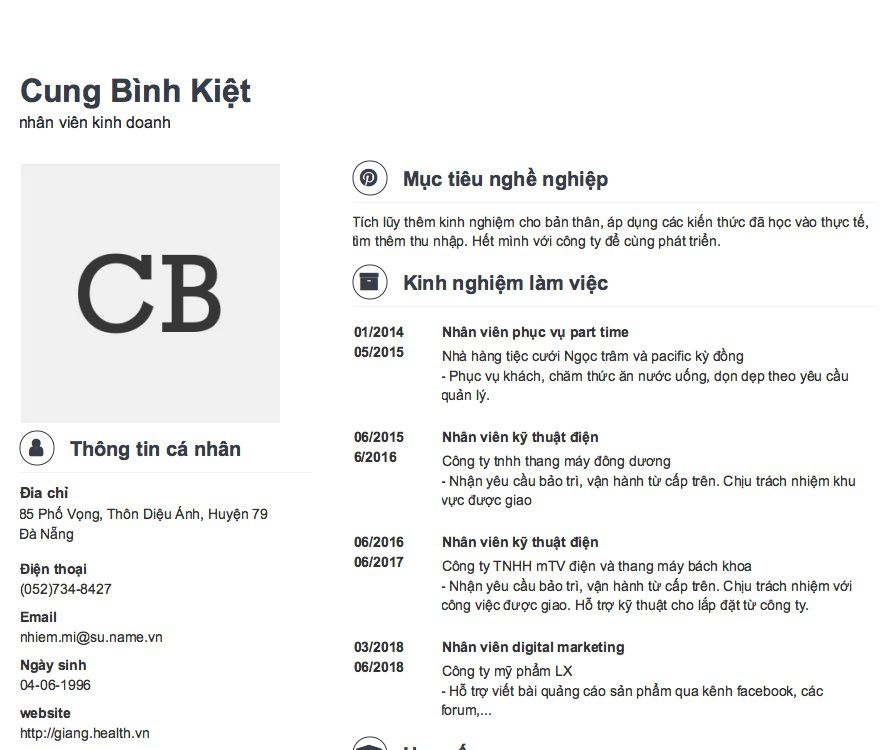 Cung Bình Kiệt
nhân viên kinh doanh
CB
Thông tin cá nhân
Đia chỉ
85 Phố Vọng, Thôn Diệu Ánh, Huyện 79
Đà Nẵng
Điện thoại
(052)734-8427
Email
nhiem.mi@su.name.vn
Ngày sinh
04-06-1996
website
http://giang.health.vn
Mục tiêu nghề nghiệp
Tích lũy thêm kinh nghiệm cho bản thân, áp dụng các kiến thức đã học vào thực tế,
tìm thêm thu nhập. Hết mình với công ty để cùng phát triển.
Kinh nghiệm làm việc
01/2014
05/2015
Nhân viên phục vụ part time
Nhà hàng tiệc cưới Ngọc trâm và pacific kỳ đồng
- Phục vụ khách, chăm thức ăn nước uống, dọn dẹp theo yêu cầu
quản lý.
06/2015
6/2016
Nhân viên kỹ thuật điện
Công ty tnhh thang máy đông dương
- Nhận yêu cầu bảo trì, vận hành từ cấp trên. Chịu trách nhiệm khu
vực được giao
06/2016
06/2017
Nhân viên kỹ thuật điện
Công ty TNHH mTV điện và thang máy bách khoa
- Nhận yêu cầu bảo trì, vận hành từ cấp trên. Chịu trách nhiệm với
công việc được giao. Hỗ trợ kỹ thuật cho lắp đặt từ công ty.
03/2018
06/2018
Nhân viên digital marketing
Công ty mỹ phẩm LX
- Hỗ trợ viết bài quảng cáo sản phẩm qua kênh facebook, các
forum,...